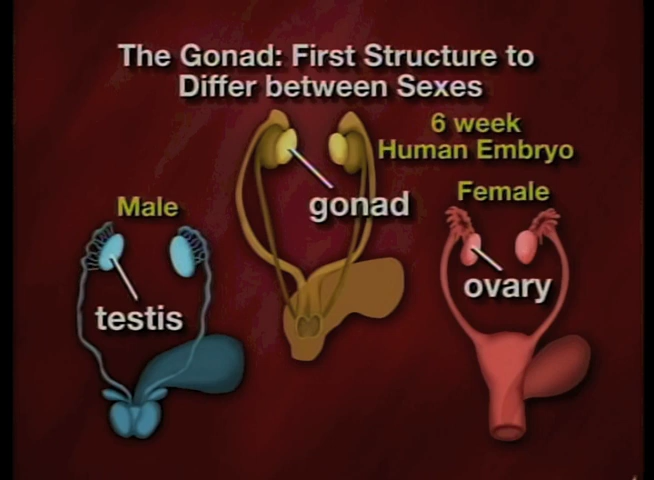 The Gonad: First Structure to
Differ between Sexes
6 week
Human Embryo
gonad
Male
testis
Female
ovary